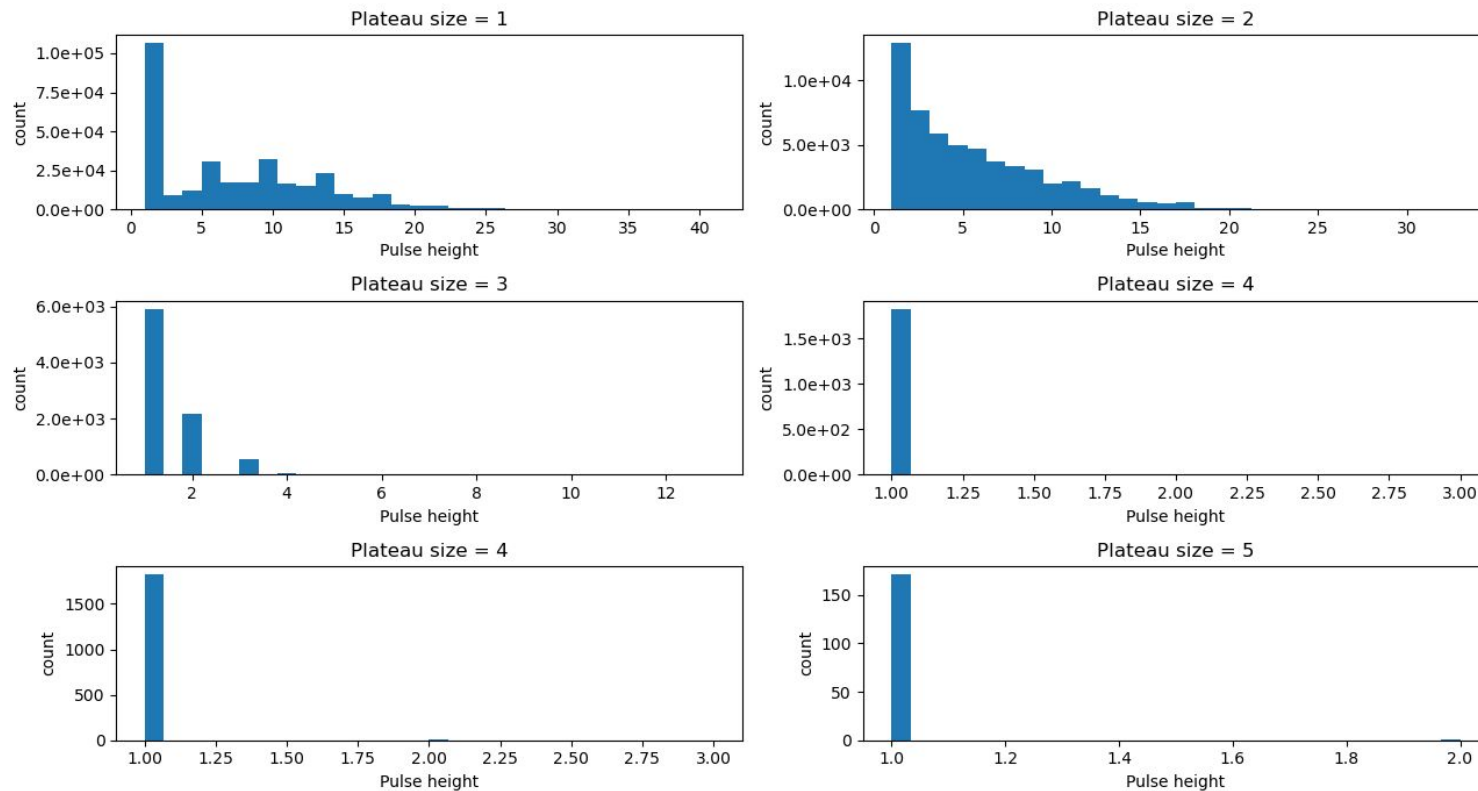 Plateau size = 1
1.0e+05
7.5e+04
5.0e+04
2.5e+04
0.0e+00
count
0 5 10 15 20 25 30 35 40
Pulse height
Plateau size = 2
1.0e+04
5.0e+03
0.0e+00
count
0 5 10 15 20 25 30
Pulse height
Plateau size = 3
6.0e+03
4.0e+03
2.0e+03
0.0e+00
count
2 4 6 8 10 12
Pulse height
Plateau size = 4
1.5e+03
1.0e+03
5.0e+02
0.0e+00
count
1.00 1.25 1.50 1.75 2.00 2.25 2.50 2.75 3.00
Pulse height
Plateau size = 4
1500
1000
500
0
count
1.00 1.25 1.50 1.75 2.00 2.25 2.50 2.75 3.00
Pulse height
Plateau size = 5
150
100
50
0
count
1.0 1.2 1.4 1.6 1.8 2.0
Pulse height